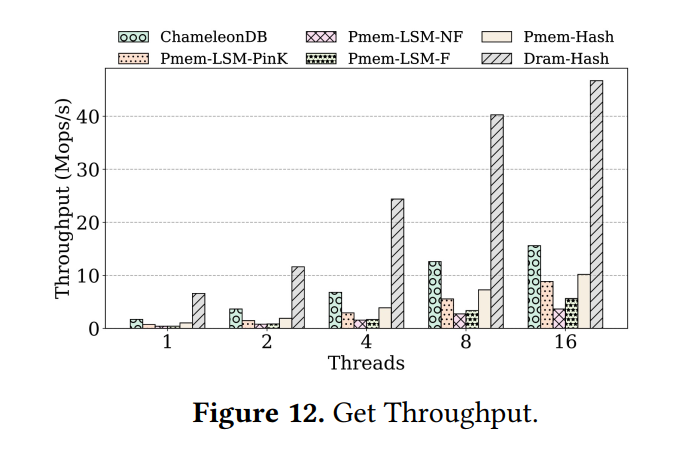 ChameleonDB Pmem-LSM-NF Pmem-Hash
Pmem-LSM-PinK Pmem-LSM-F Dram-Hash
Throughput (Mops/s)
40
30
20
10
0
1 2 4 8 16
Threads
Figure 12. Get Throughput.